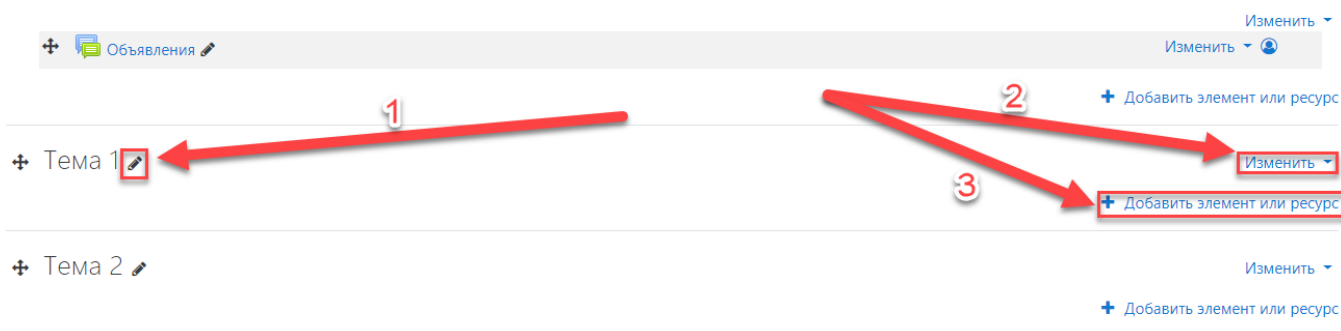 Изменить
Объявления Изменить
Добавить элемент или ресурс
1 2
Тема 1 Изменить
3
Добавить элемент или ресурс
Тема 2 Изменить
Добавить элемент или ресурс